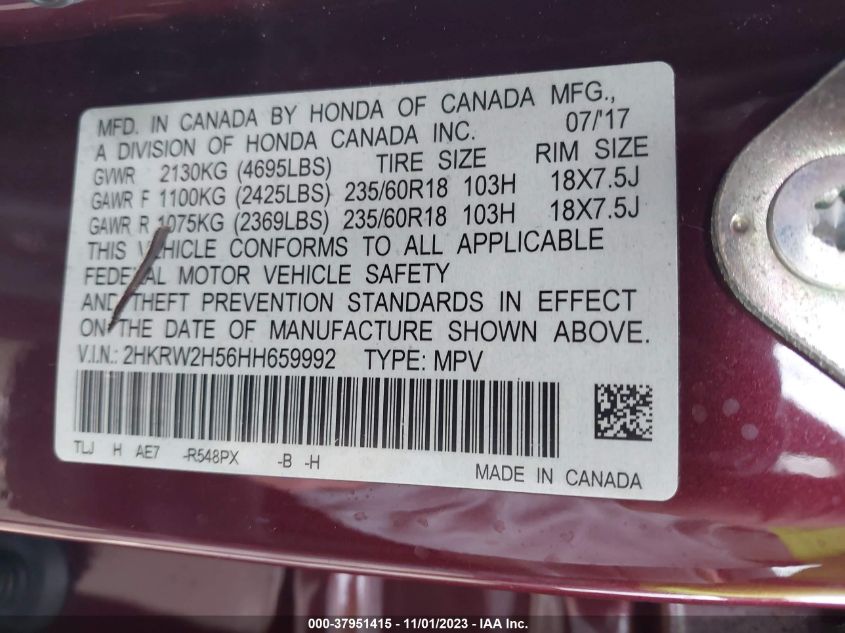 MFD. IN CANADA BY HONDA OF CANADA MFG.,
A DIVISION OF HONDA CANADA INC. 07/'17
GVWR 2130KG (4695LBS) TIRE SIZE RIM SIZE
GAWR F 1100KG (2425LBS) 235/60R18 103H 18X7.5J
GAWR R 1075KG (2369LBS) 235/60R18 103H 18X7.5J
THIS VEHICLE CONFORMS TO ALL APPLICABLE
FEDERAL MOTOR VEHICLE SAFETY
AND THEFT PREVENTION STANDARDS IN EFFECT
ON THE DATE OF MANUFACTURE SHOWN ABOVE.
V.I.N.: 2HKRW2H56HH659992 TYPE: MPV
TLJ H AE7 -R548PX -B -H
MADE IN CANADA
000-37951415 - 11/01/2023 - IAA Inc.